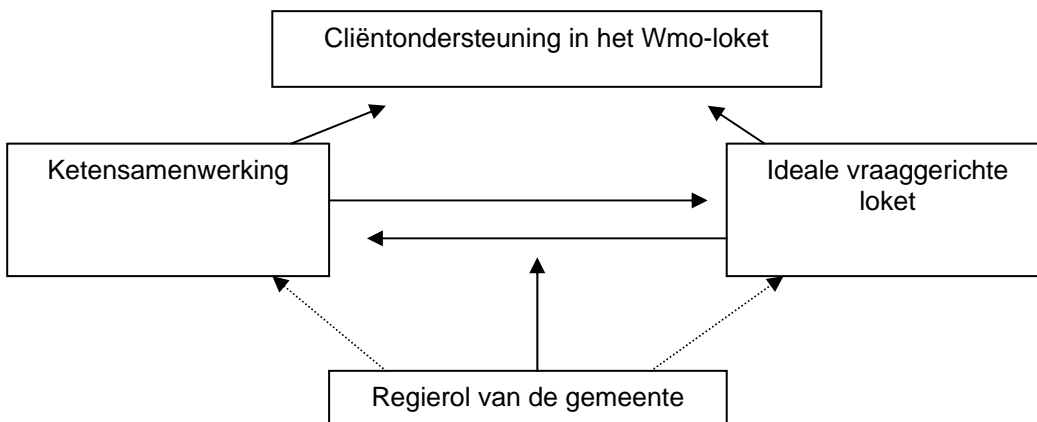 Cliëntondersteuning in het Wmo-loket
Ketensamenwerking
Ideale vraaggerichte
loket
Regierol van de gemeente